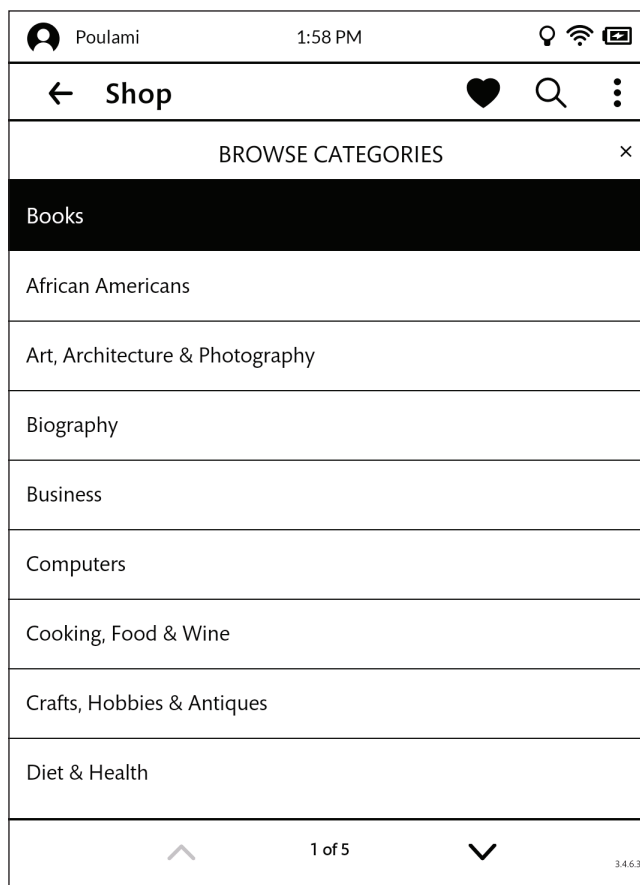 Poulami 1:58 PM
Shop
BROWSE CATEGORIES ×
Books
African Americans
Art, Architecture & Photography
Biography
Business
Computers
Cooking, Food & Wine
Crafts, Hobbies & Antiques
Diet & Health
1 of 5
3.4.6.3